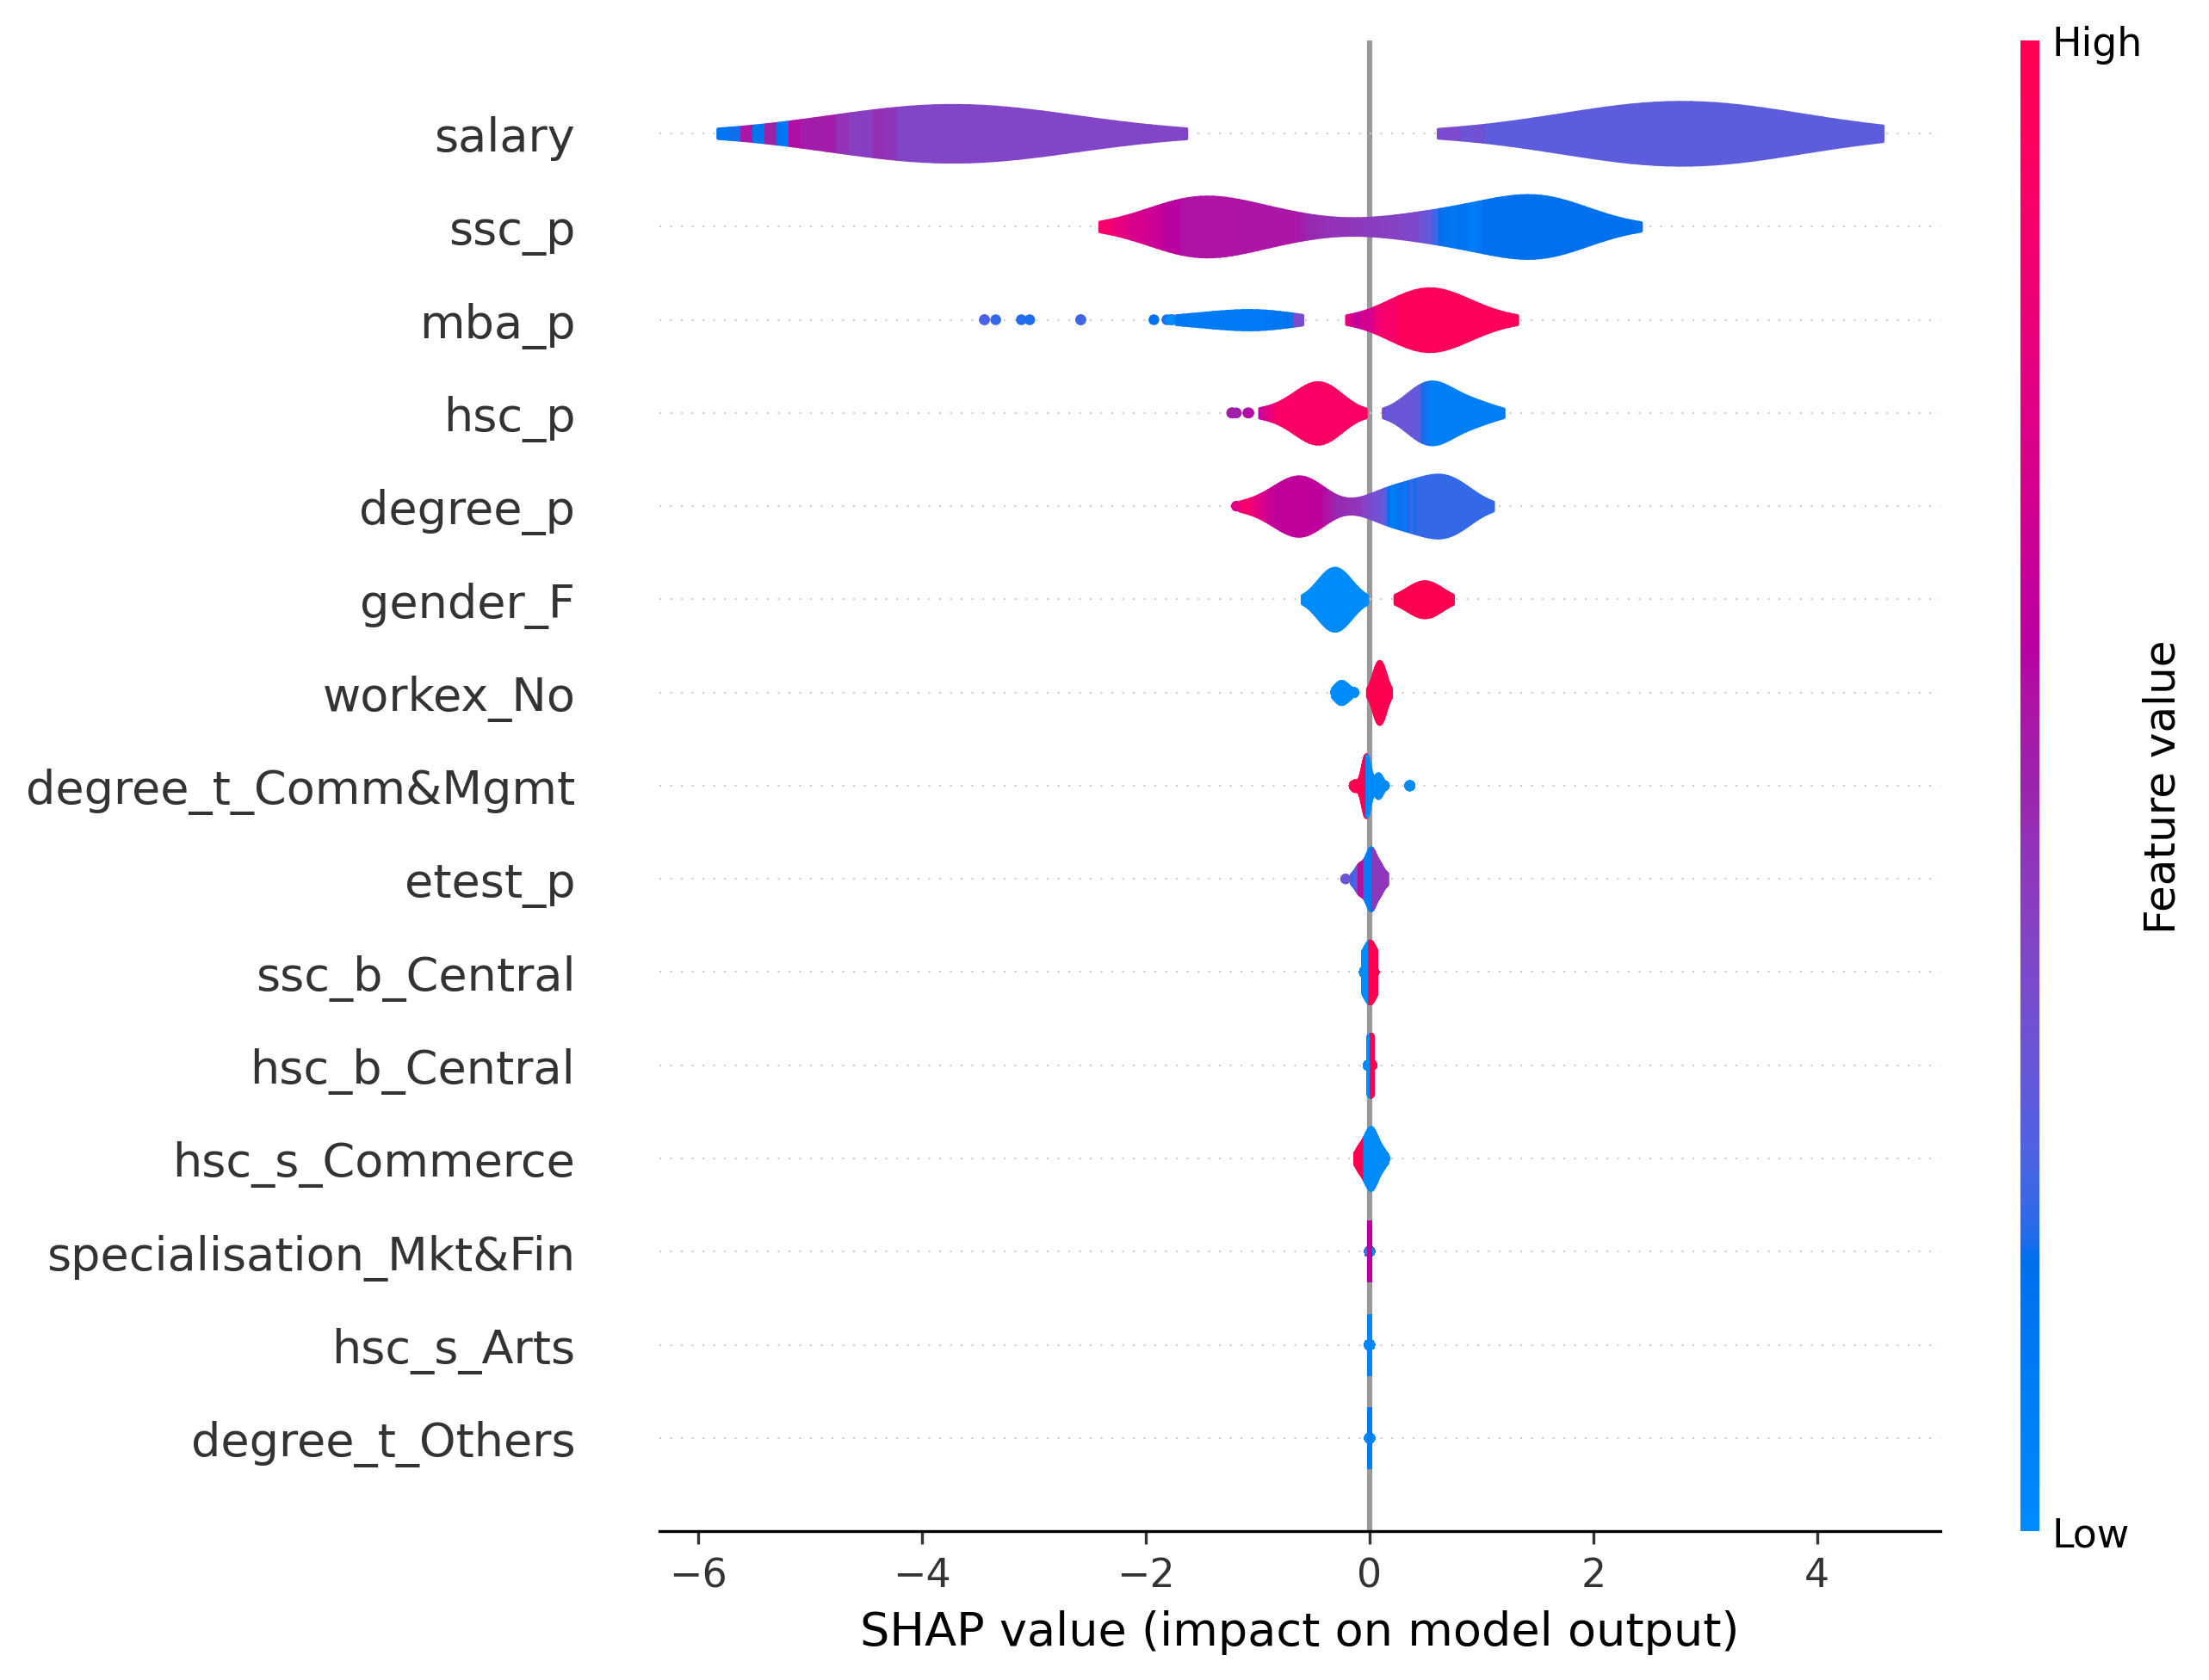 High
salary
ssc_p
mba_p
hsc_p
degree_p
gender_F
workex_No
degree_t_Comm&Mgmt
etest_p
ssc_b_Central
hsc_b_Central
hsc_s_Commerce
specialisation_Mkt&Fin
hsc_s_Arts
degree_t_Others
Feature value
Low
−6 −4 −2 0 2 4
SHAP value (impact on model output)